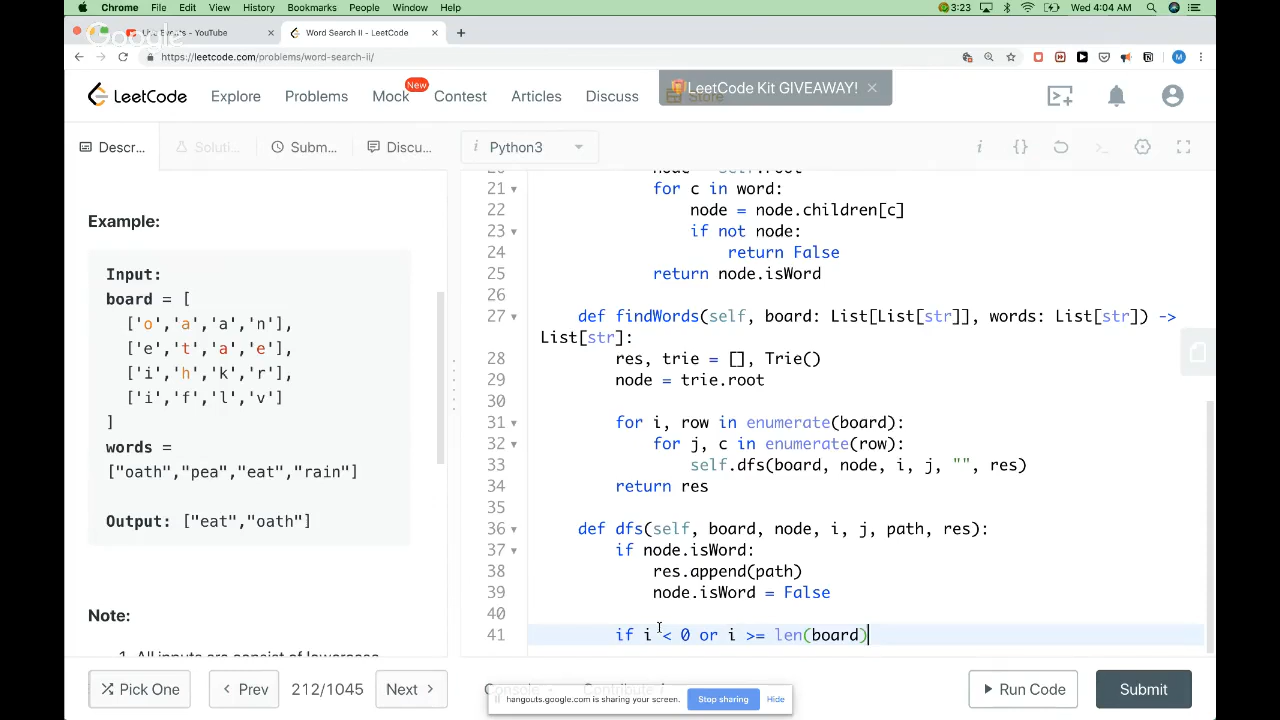 Chrome File Edit View History Bookmarks People Window Help 3:23 Wed 4:04 AM
Google
Live Events - YouTube × Word Search II - LeetCode × +
https://leetcode.com/problems/word-search-ii/ M
LeetCode Explore Problems Mock New Contest Articles Discuss Store
LeetCode Kit GIVEAWAY! ×
Descr... Soluti... Subm... Discu... i Python3 i {} >_
Example:
Input:
board = [
['o','a','a','n'],
['e','t','a','e'],
['i','h','k','r'],
['i','f','l','v']
]
words =
["oath","pea","eat","rain"]
Output: ["eat","oath"]
Note:
21 for c in word:
22 node = node.children[c]
23 if not node:
24 return False
25 return node.isWord
26
27 def findWords(self, board: List[List[str]], words: List[str]) ->
List[str]:
28 res, trie = [], Trie()
29 node = trie.root
30
31 for i, row in enumerate(board):
32 for j, c in enumerate(row):
33 self.dfs(board, node, i, j, "", res)
34 return res
35
36 def dfs(self, board, node, i, j, path, res):
37 if node.isWord:
38 res.append(path)
39 node.isWord = False
40
41 if i < 0 or i >= len(board)
Pick One Prev 212/1045 Next Console Contribute i Run Code Submit
hangouts.google.com is sharing your screen. Stop sharing Hide